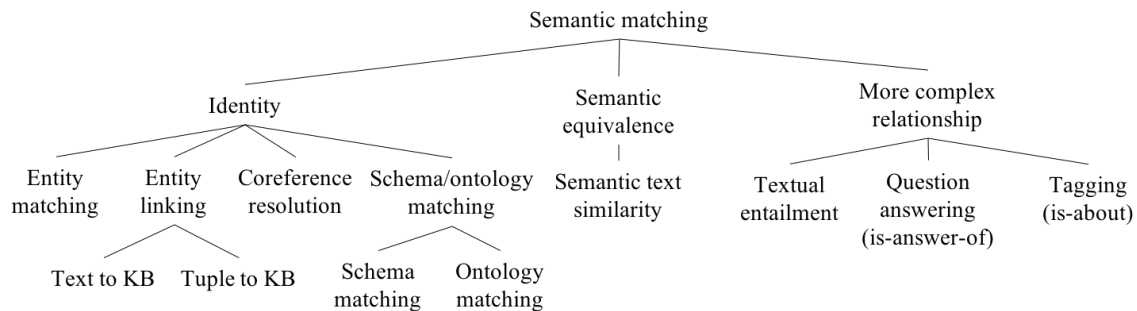 Semantic matching
Identity
Semantic
equivalence
More complex
relationship
Entity
matching
Entity
linking
Coreference
resolution
Schema/ontology
matching
Semantic text
similarity
Textual
entailment
Question
answering
(is-answer-of)
Tagging
(is-about)
Text to KB
Tuple to KB
Schema
matching
Ontology
matching